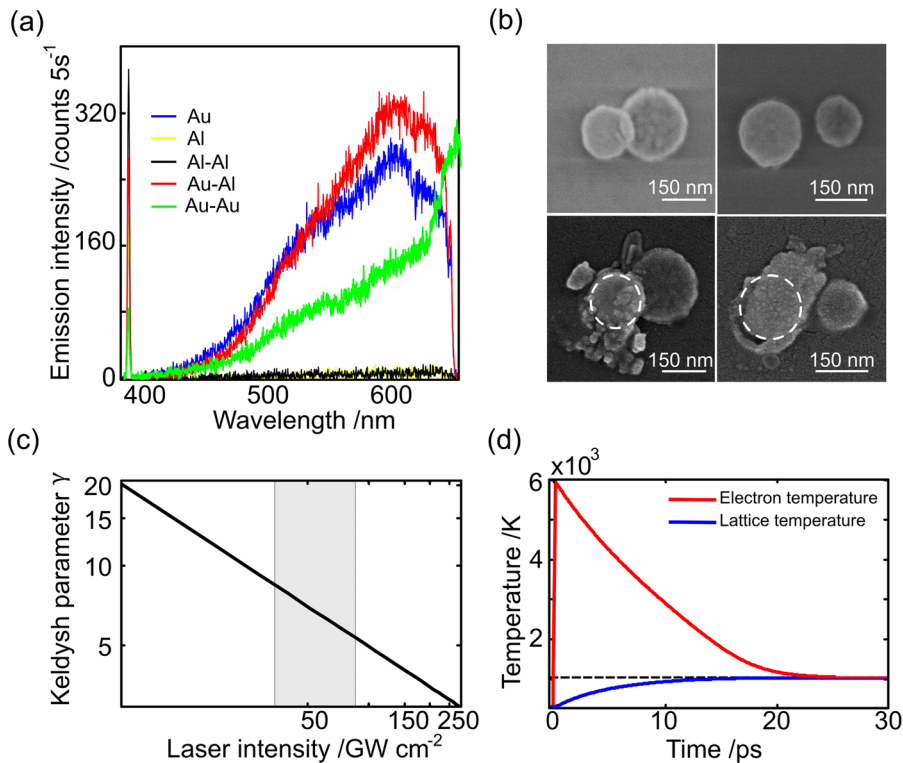 (a)
Emission intensity /counts 5s⁻¹
320
160
80
0
Au
Al
Al-Al
Au-Al
Au-Au
400
500
600
Wavelength /nm
(b)
150 nm
150 nm
150 nm
150 nm
(c)
Keldysh parameter γ
20
15
10
5
50
150
250
Laser intensity /GW cm⁻²
(d)
×10³
Temperature /K
6
4
2
Electron temperature
Lattice temperature
0
10
20
30
Time /ps